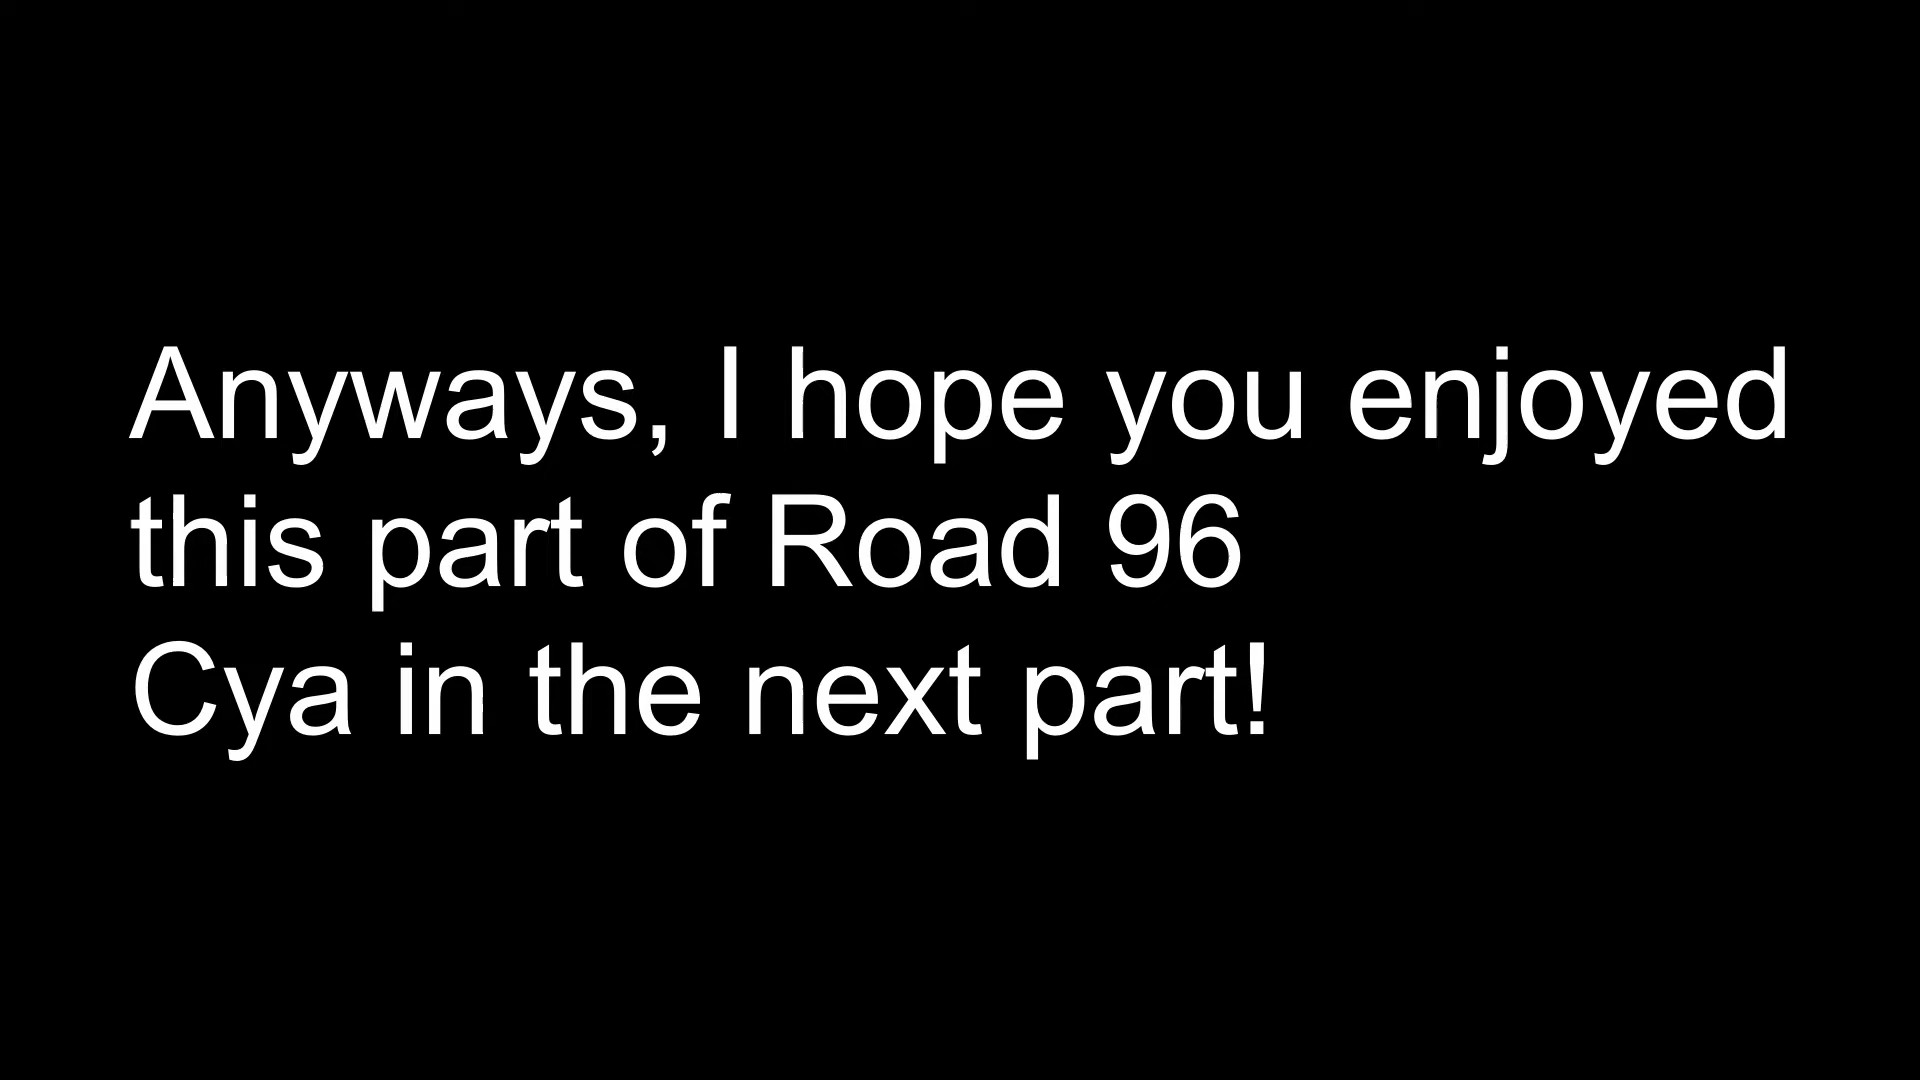 Anyways, I hope you enjoyed
this part of Road 96
Cya in the next part!